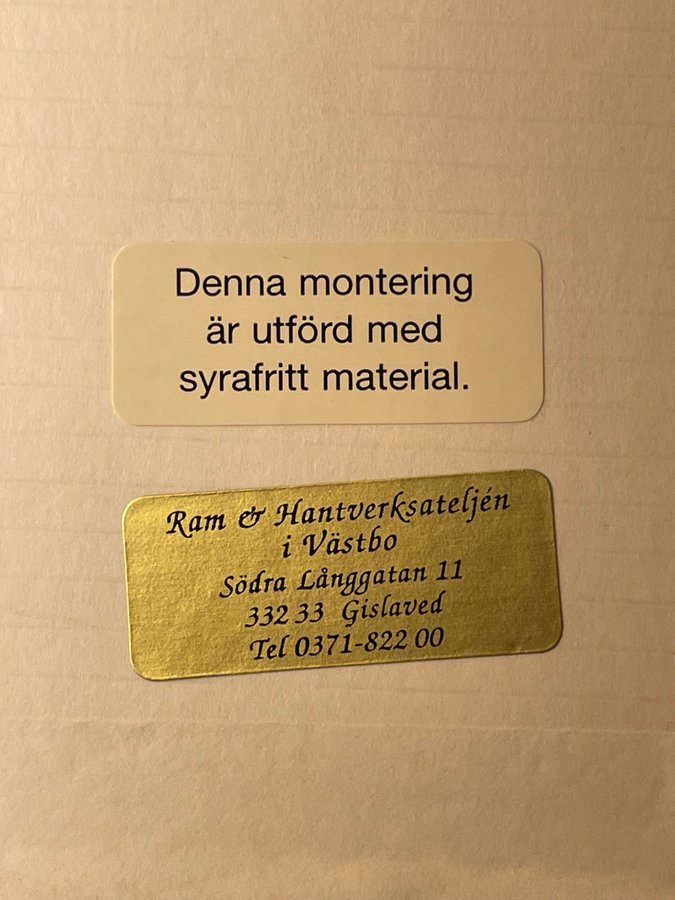 Denna montering
är utförd med
syrafritt material.
Ram & Hantverksateljén
i Västbo
Södra Långgatan 11
332 33 Gislaved
Tel 0371-822 00